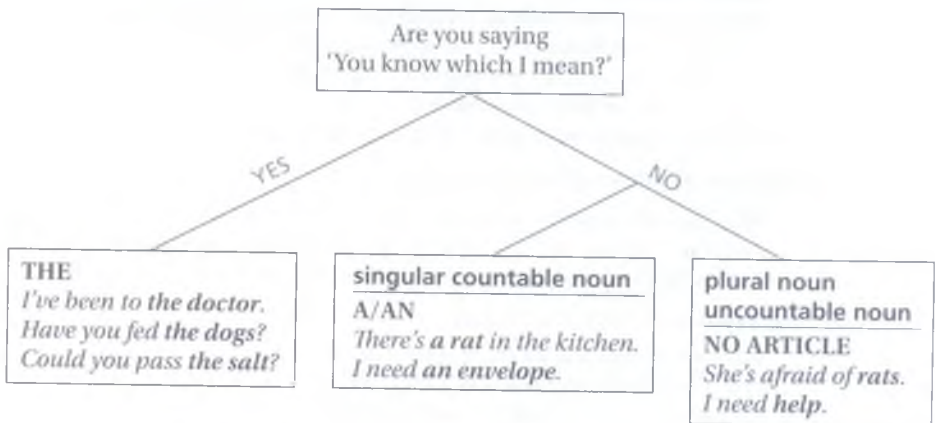 Are you saying
'You know which I mean?'
YES
NO
THE
I've been to the doctor.
Have you fed the dogs?
Could you pass the salt?
singular countable noun
A/AN
There's a rat in the kitchen.
I need an envelope.
plural noun
uncountable noun
NO ARTICLE
She's afraid of rats.
I need help.